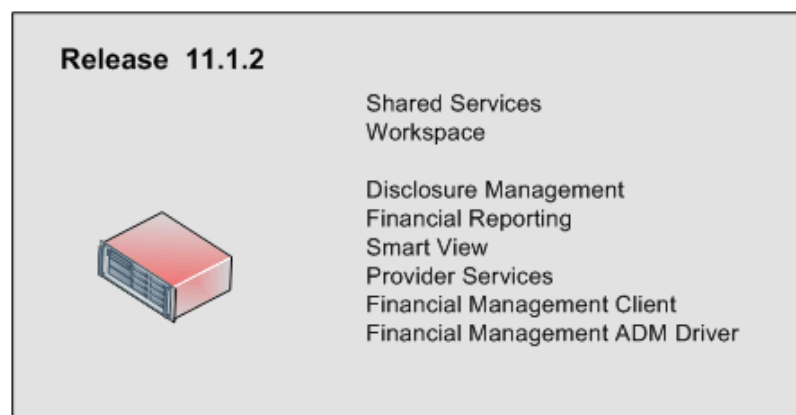 Release 11.1.2
Shared Services
Workspace
Disclosure Management
Financial Reporting
Smart View
Provider Services
Financial Management Client
Financial Management ADM Driver